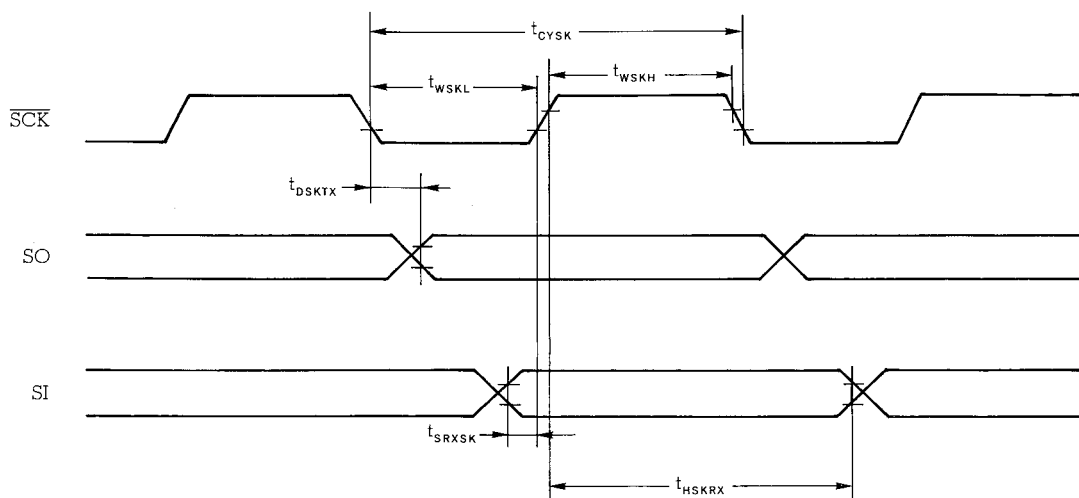 tCYSK
tWSKL
tWSKH
SCK
tDSKTX
SO
SI
tSRXSK
tHSKRX